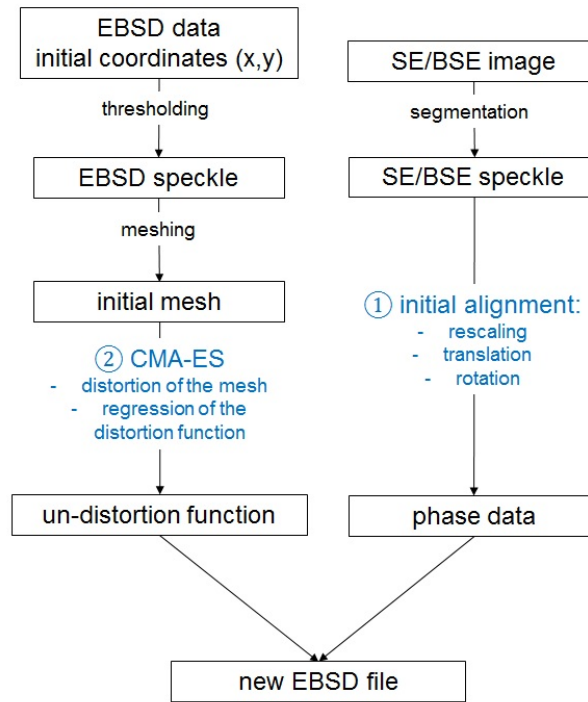 EBSD data
initial coordinates (x,y)
thresholding
EBSD speckle
meshing
initial mesh
② CMA-ES
- distortion of the mesh
- regression of the
distortion function
un-distortion function
SE/BSE image
segmentation
SE/BSE speckle
① initial alignment:
- rescaling
- translation
- rotation
phase data
new EBSD file